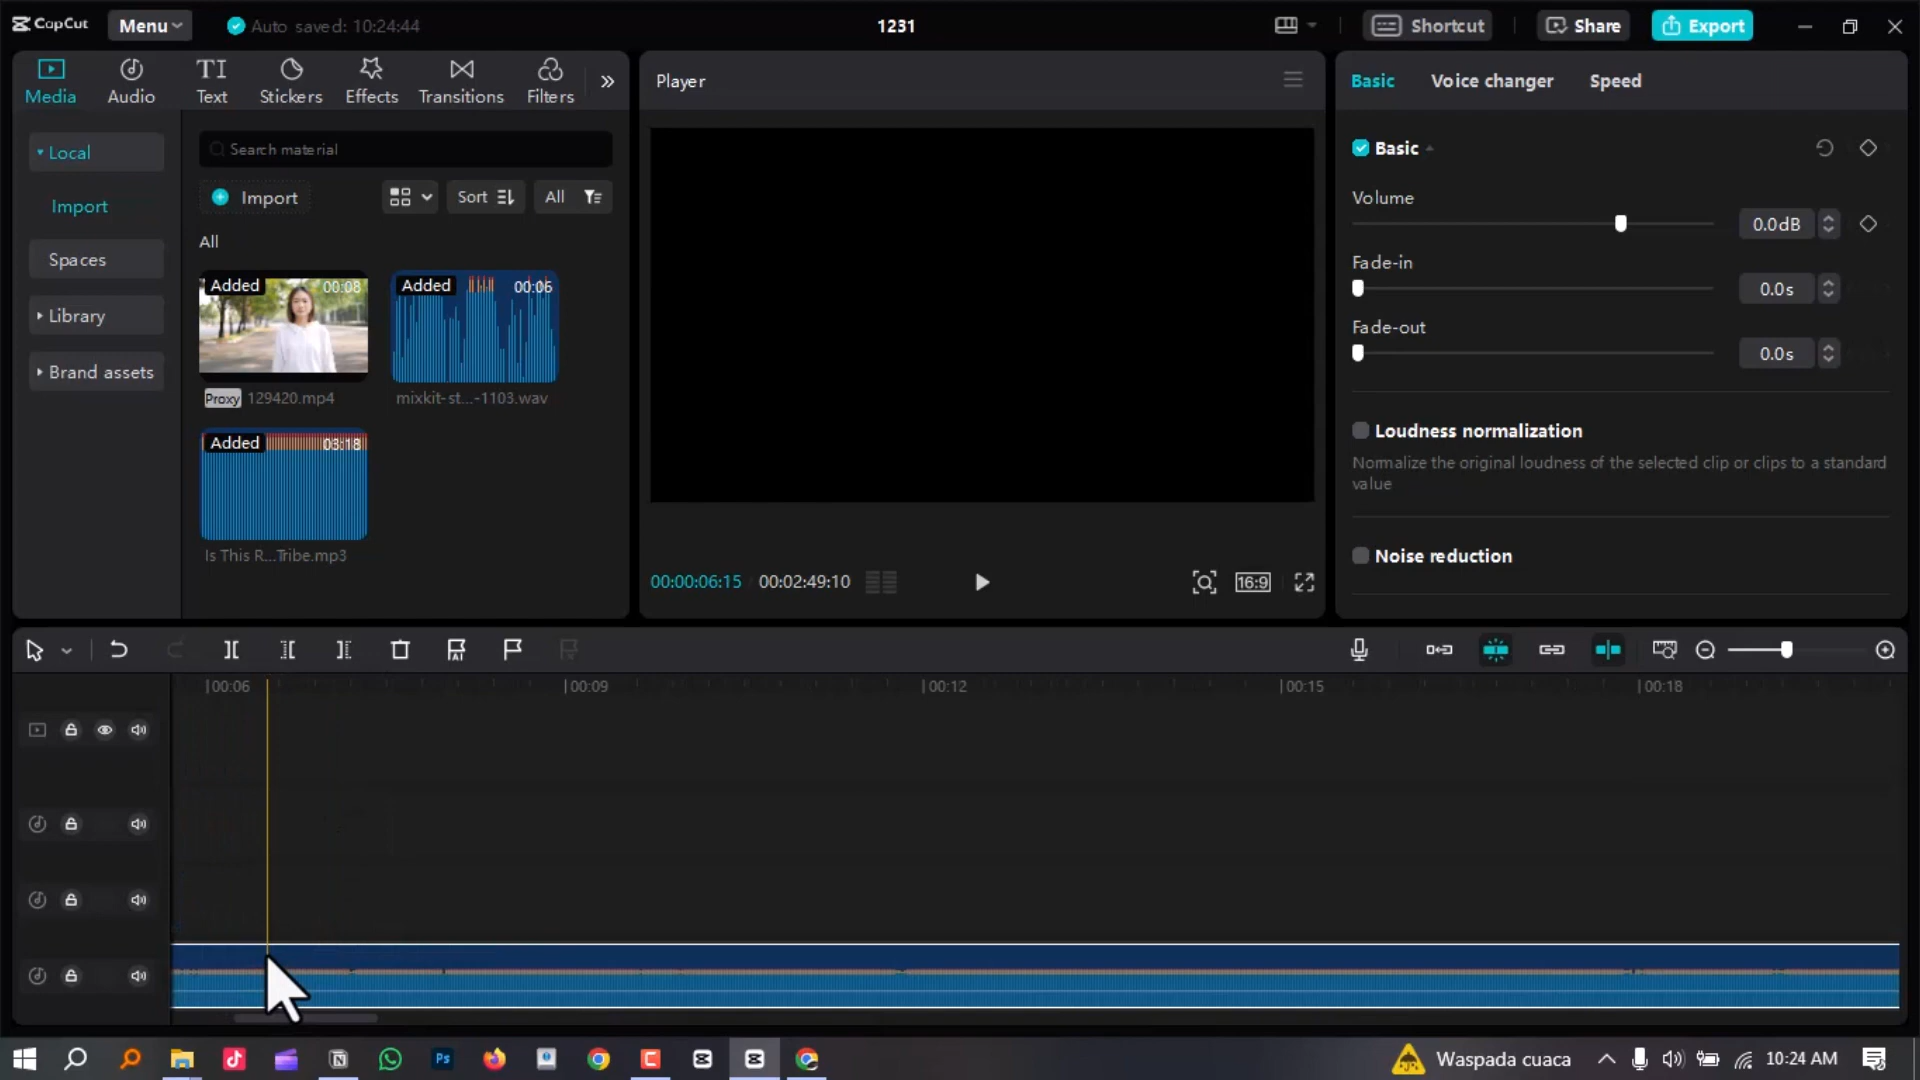 CapCut
Menu
Auto saved: 10:24:44
1231
Shortcut
Share
Export
Media
Audio
TI
Text
Stickers
Effects
Transitions
Filters
Player
Basic
Voice changer
Speed
Local
Import
Spaces
Library
Brand assets
Search material
Import
Sort
All
All
Added
00:08
Added
00:06
Proxy
129420.mp4
mixkit-st...-1103.wav
Added
03:18
Is This R...Tribe.mp3
00:00:06:15
00:02:49:10
16:9
Basic
Volume
0.0dB
Fade-in
0.0s
Fade-out
0.0s
Loudness normalization
Normalize the original loudness of the selected clip or clips to a standard
value
Noise reduction
00:06
00:09
00:12
00:15
00:18
Ps
Waspada cuaca
10:24 AM